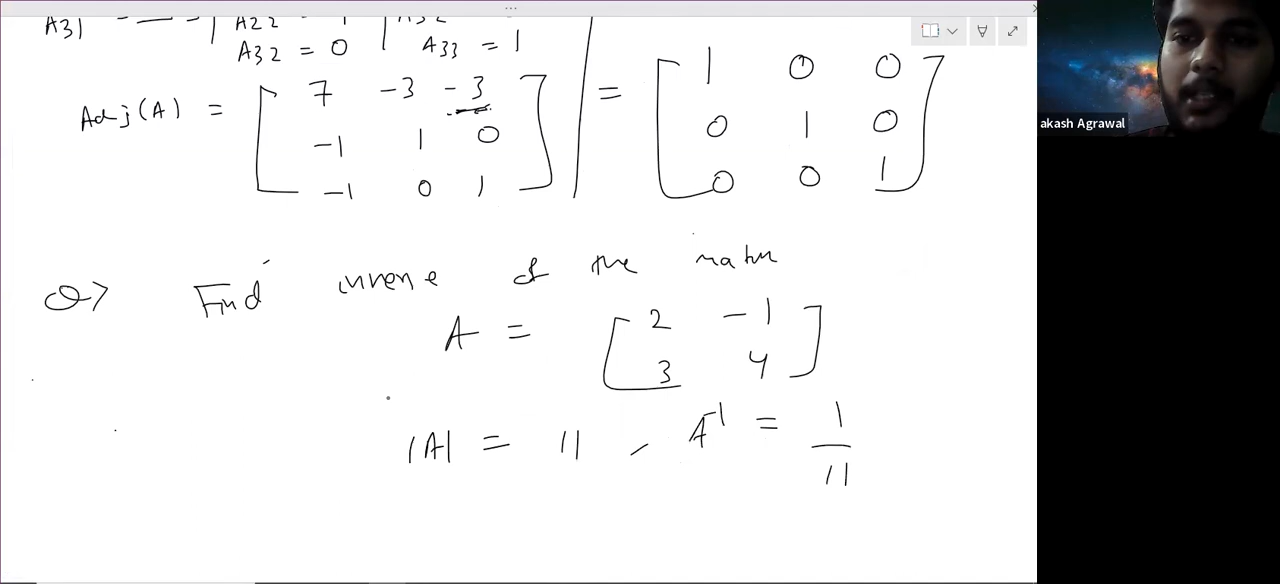 A31
A22
A32 = 0 A33 = 1
Adj(A) = [ 7 -3 -3 = [ 1 0 0
-1 1 0 0 1 0
-1 0 1 ] 0 0 1 ]
akash Agrawal
Q> Find inverse of the
A = [ 2 -1
3 4 ]
|A| = 11 , A⁻¹ = 1
11